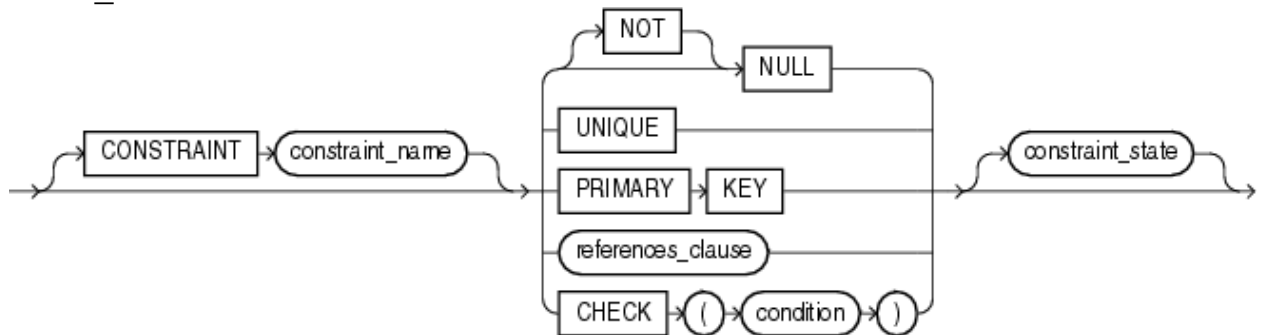 NOT
NULL
UNIQUE
CONSTRAINT constraint_name
constraint_state
PRIMARY KEY
references_clause
CHECK ( condition )